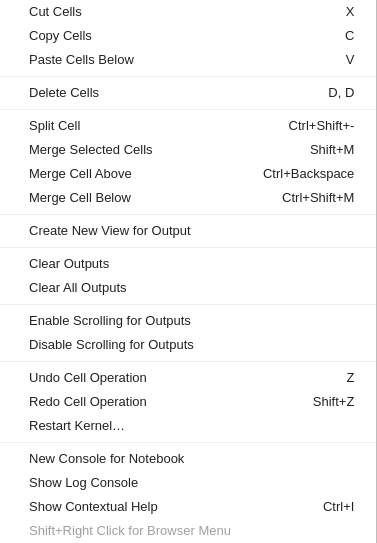 Cut Cells X
Copy Cells C
Paste Cells Below V
Delete Cells D, D
Split Cell Ctrl+Shift+-
Merge Selected Cells Shift+M
Merge Cell Above Ctrl+Backspace
Merge Cell Below Ctrl+Shift+M
Create New View for Output
Clear Outputs
Clear All Outputs
Enable Scrolling for Outputs
Disable Scrolling for Outputs
Undo Cell Operation Z
Redo Cell Operation Shift+Z
Restart Kernel…
New Console for Notebook
Show Log Console
Show Contextual Help Ctrl+I
Shift+Right Click for Browser Menu